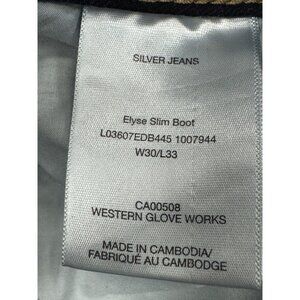 SILVER JEANS
Elyse Slim Boot
L03607EDB445 1007944
W30/L33
CA00508
WESTERN GLOVE WORKS
MADE IN CAMBODIA/
FABRIQUÉ AU CAMBODGE